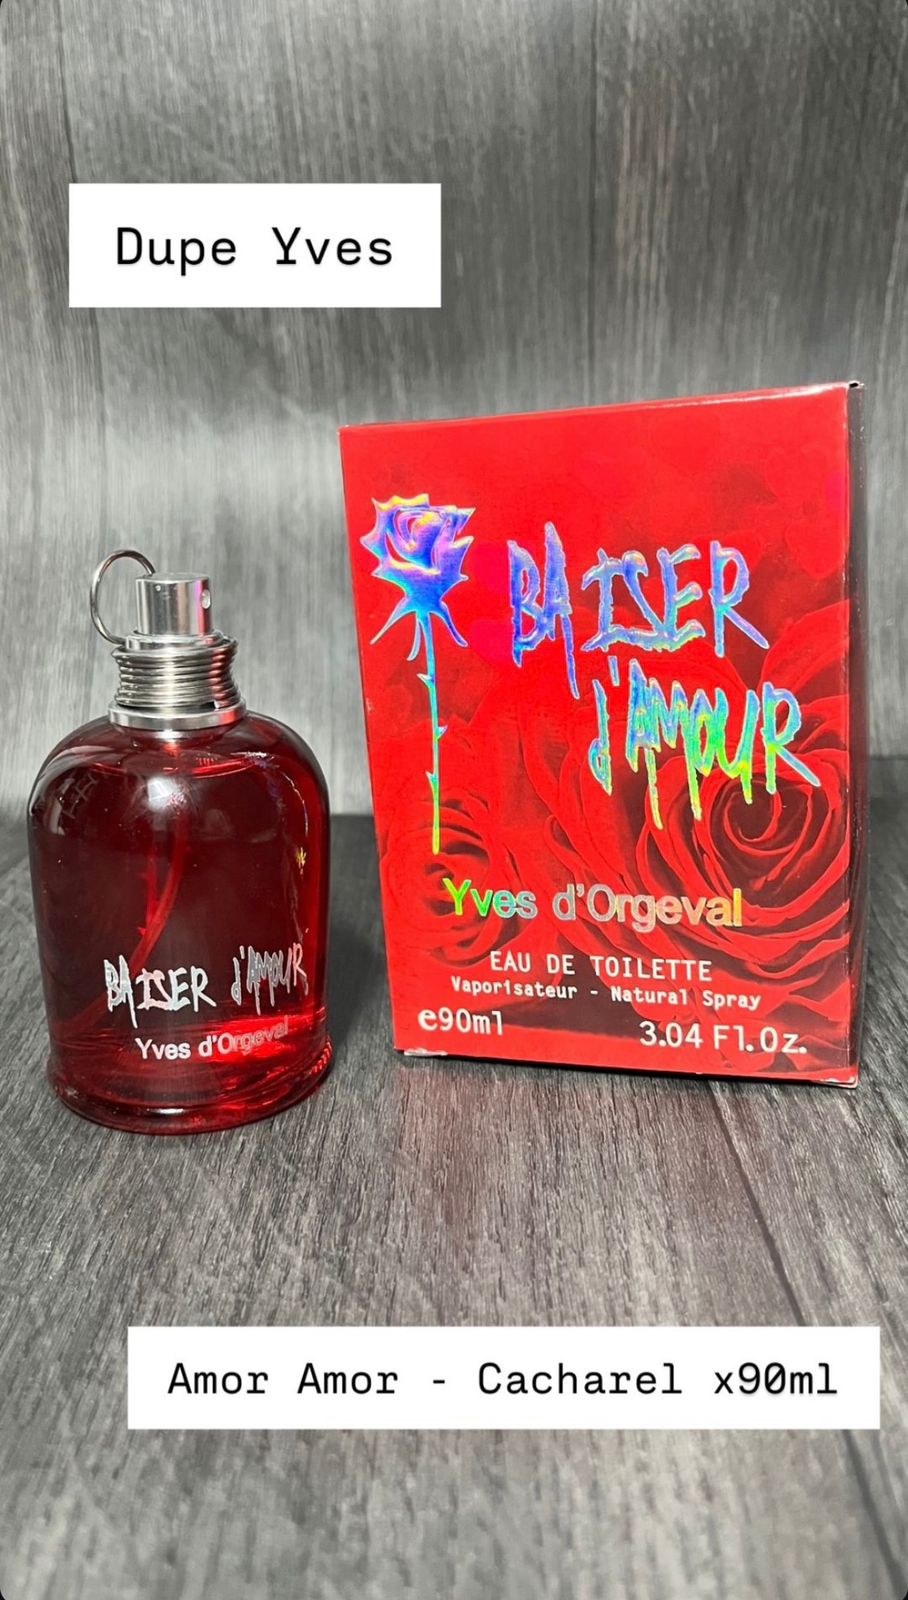 Dupe Yves
BAISER
d'AMOUR
Yves d'Orgeval
EAU DE TOILETTE
Vaporisateur - Natural Spray
e90ml
3.04 Fl.Oz.
BAISER d'AMOUR
Yves d'Orgeval
Amor Amor - Cacharel x90ml